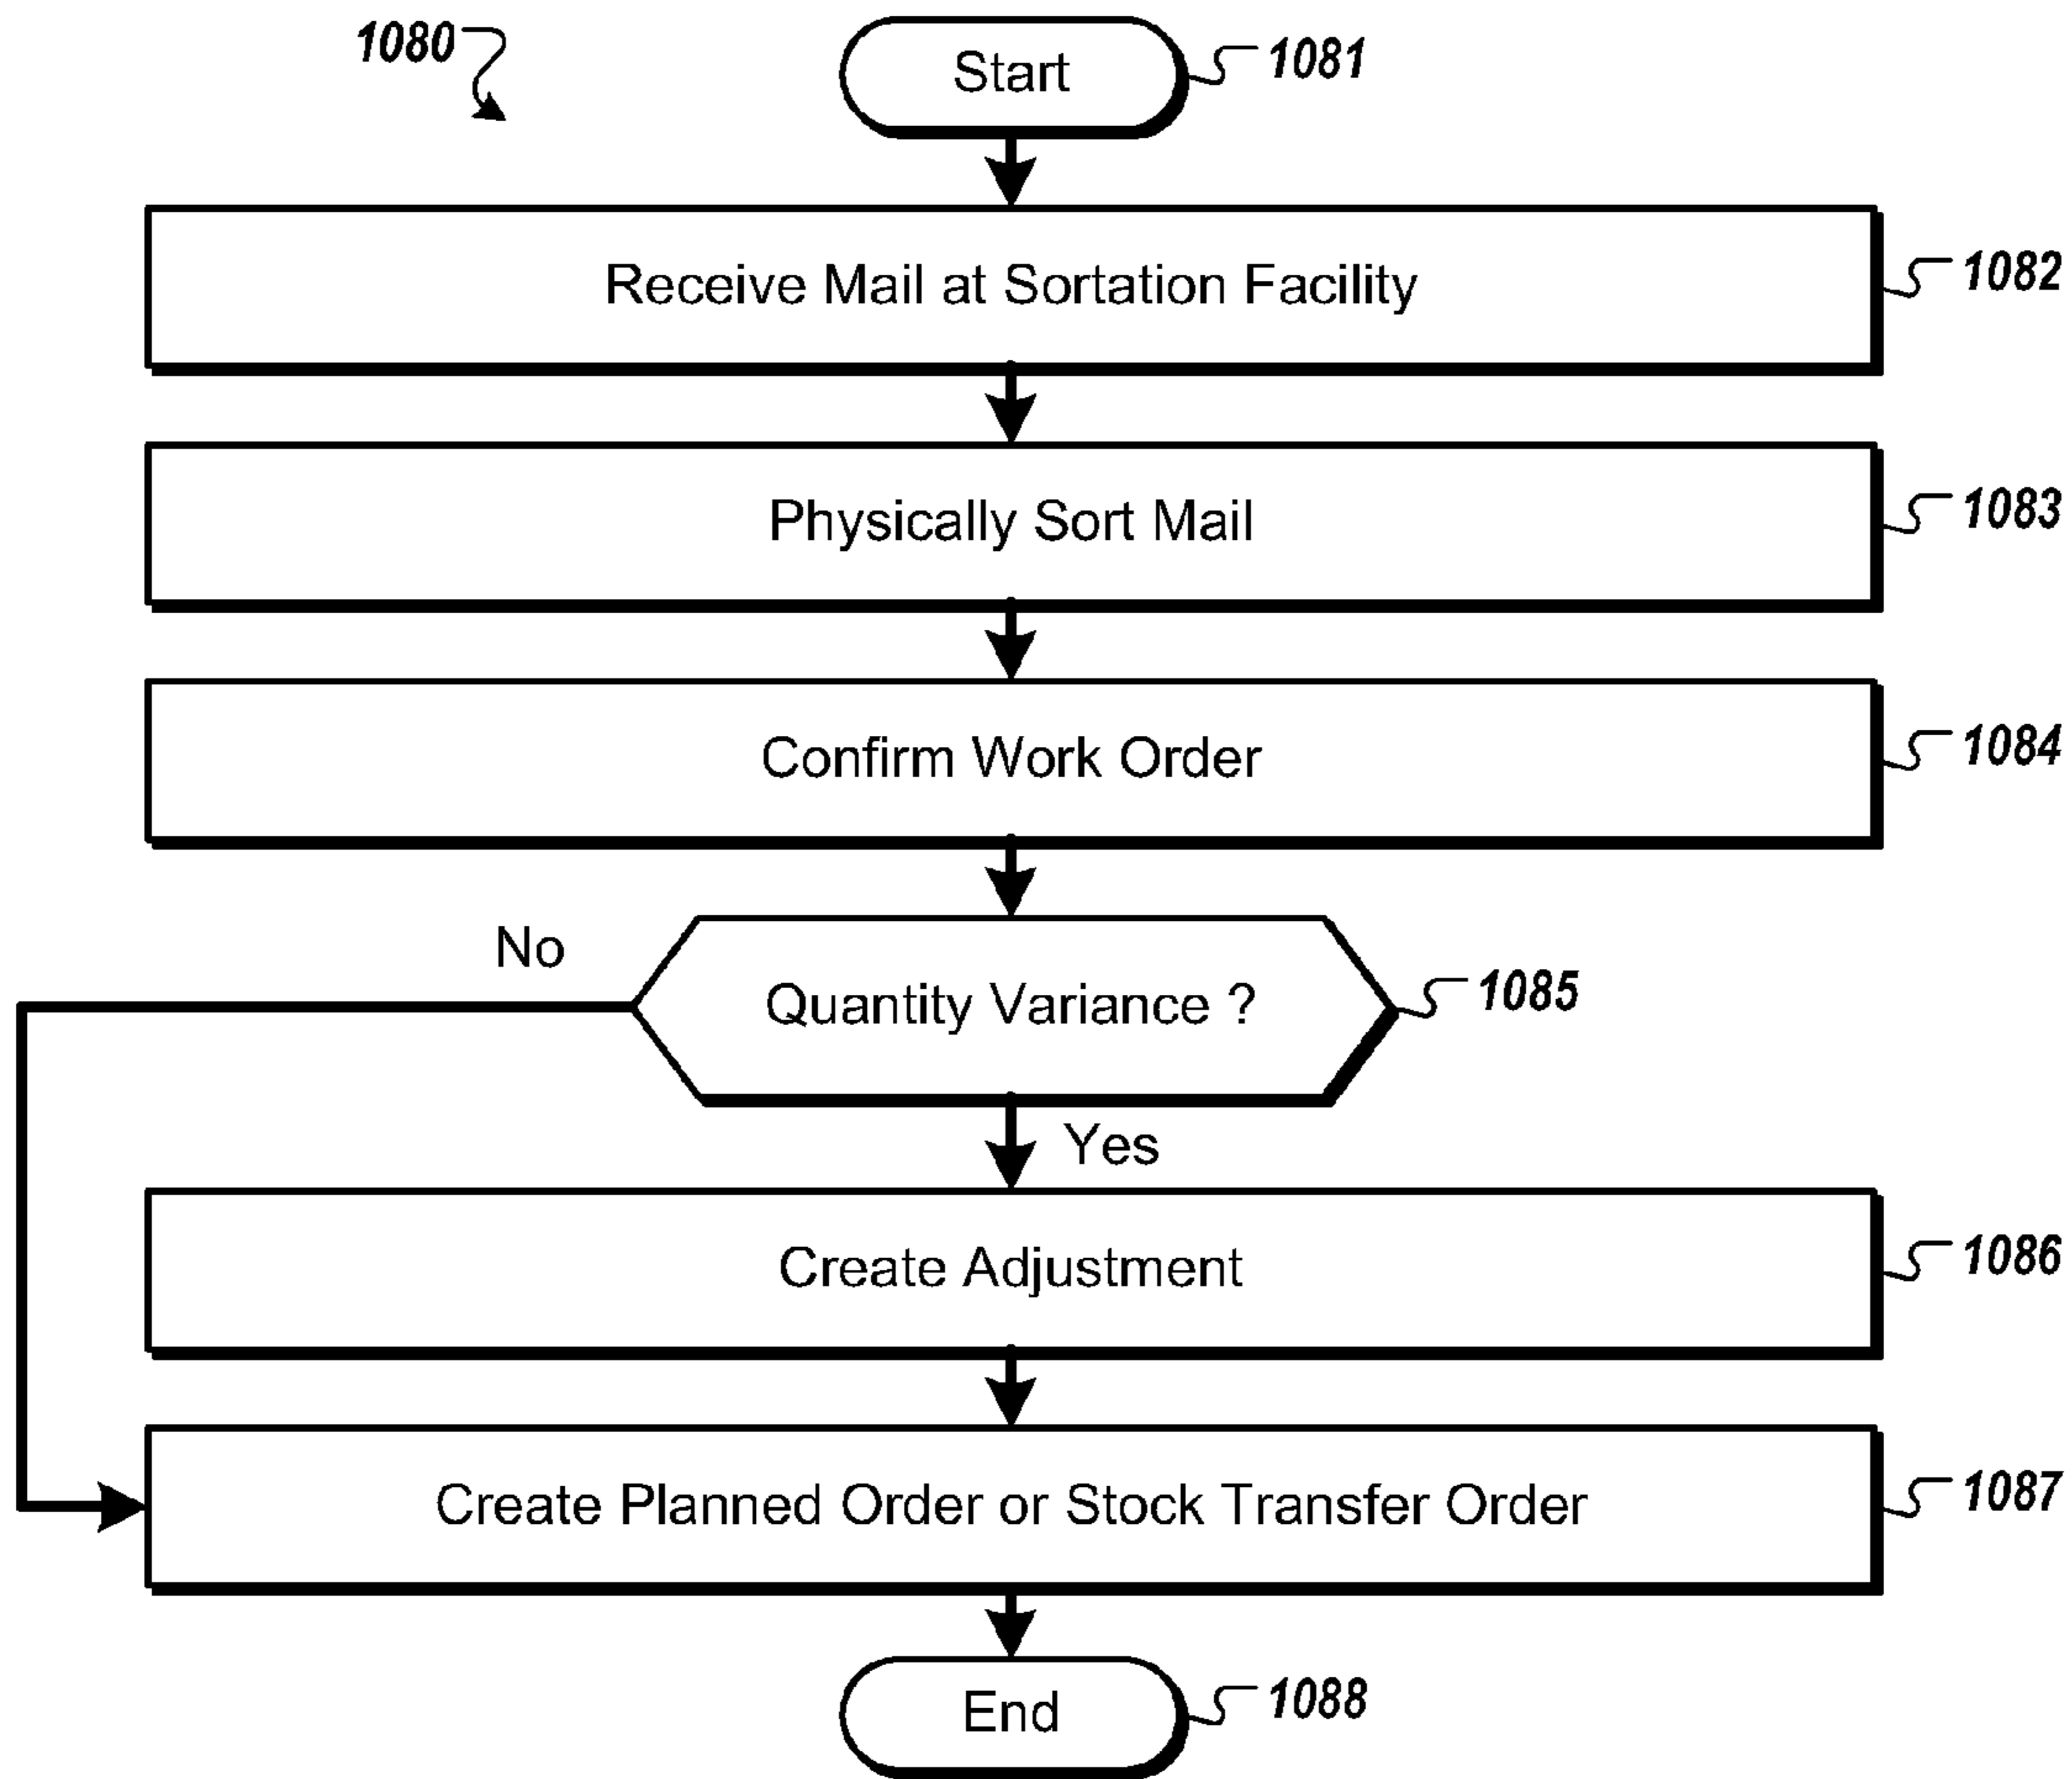 1080
Start
1081
Receive Mail at Sortation Facility
1082
Physically Sort Mail
1083
Confirm Work Order
1084
No
Quantity Variance ?
1085
Yes
Create Adjustment
1086
Create Planned Order or Stock Transfer Order
1087
End
1088